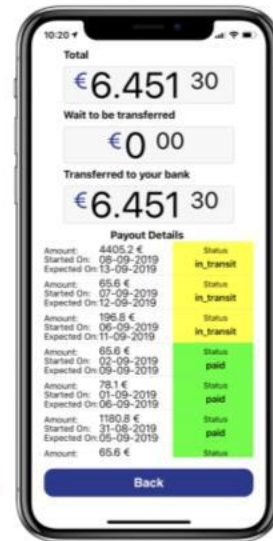 10:20
Total
€6.451 30
Wait to be transferred
€0 00
Transferred to your bank
€6.451 30
Payout Details
Amount: 4405.2 € Status
Started On: 08-09-2019 in_transit
Expected On:13-09-2019
Amount: 65.6 € Status
Started On: 07-09-2019 in_transit
Expected On:12-09-2019
Amount: 196.8 € Status
Started On: 06-09-2019 in_transit
Expected On:11-09-2019
Amount: 65.6 € Status
Started On: 02-09-2019 paid
Expected On:09-09-2019
Amount: 78.1 € Status
Started On: 01-09-2019 paid
Expected On:06-09-2019
Amount: 1180.8 € Status
Started On: 31-08-2019 paid
Expected On:05-09-2019
Amount: 65.6 € Status
Back